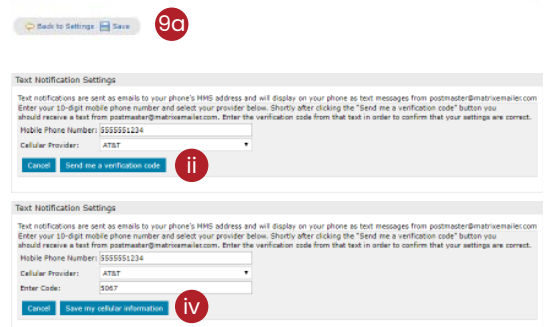 Back to Settings Save 9a
Text Notification Settings
Text notifications are sent as emails to your phone's MMS address and will display on your phone as text messages from postmaster@matrixemailer.com
Enter your 10-digit mobile phone number and select your provider below. Shortly after clicking the "Send me a verification code" button you
should receive a text from postmaster@matrixemailer.com. Enter the verification code from that text in order to confirm that your settings are correct.
Mobile Phone Number: 5555551234
Cellular Provider: AT&T
Cancel Send me a verification code ii
Text Notification Settings
Text notifications are sent as emails to your phone's MMS address and will display on your phone as text messages from postmaster@matrixemailer.com
Enter your 10-digit mobile phone number and select your provider below. Shortly after clicking the "Send me a verification code" button you
should receive a text from postmaster@matrixemailer.com. Enter the verification code from that text in order to confirm that your settings are correct.
Mobile Phone Number: 5555551234
Cellular Provider: AT&T
Enter Code: 5067
Cancel Save my cellular information iv